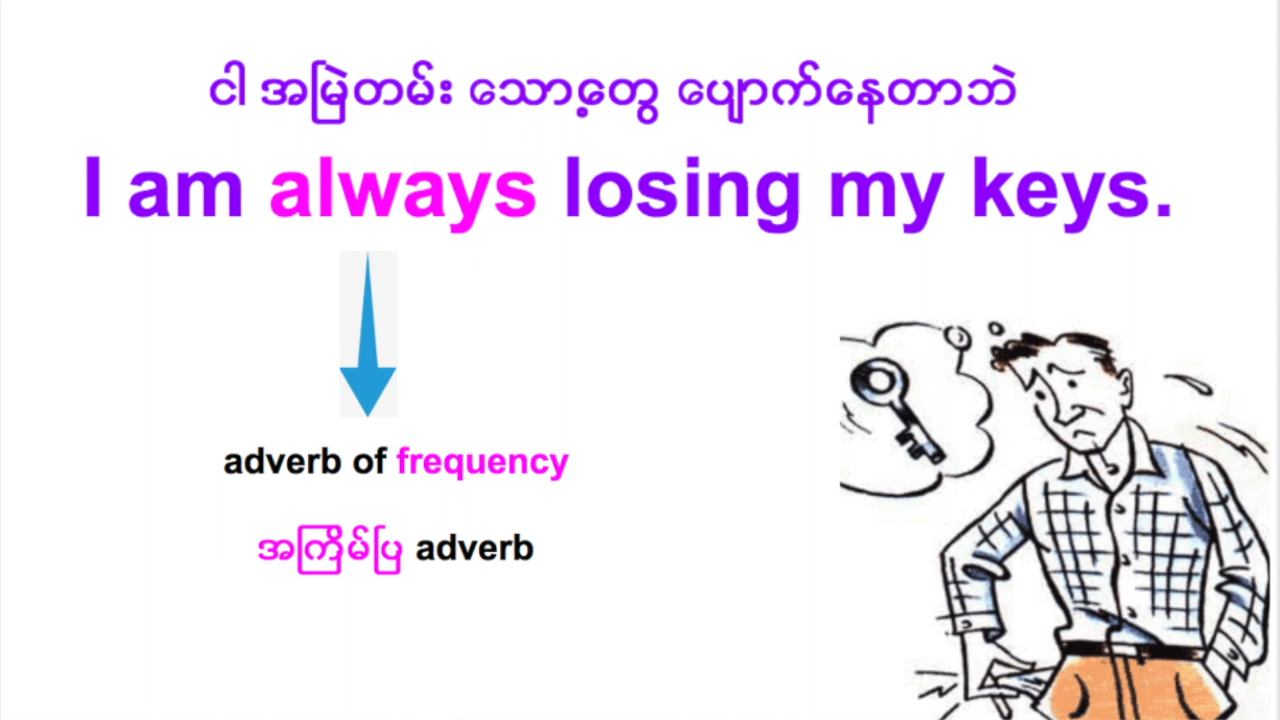 ငါ အမြဲတမ်း သော့တွေ ပျောက်နေတာဘဲ
I am always losing my keys.
adverb of frequency
အကြိမ်ပြ adverb